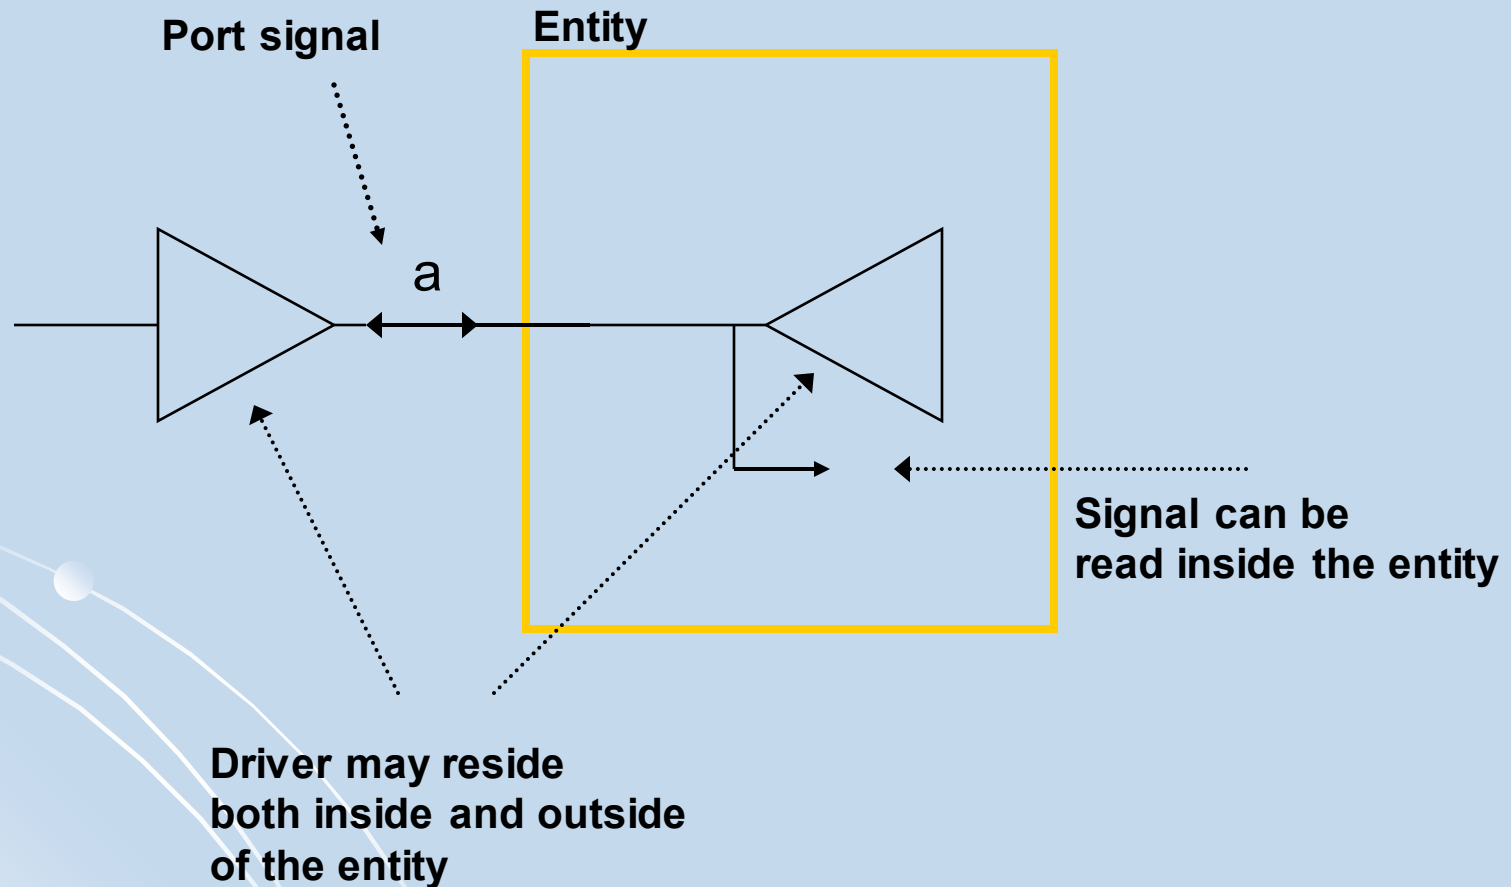 Port signal
Entity
a
Signal can be
read inside the entity
Driver may reside
both inside and outside
of the entity